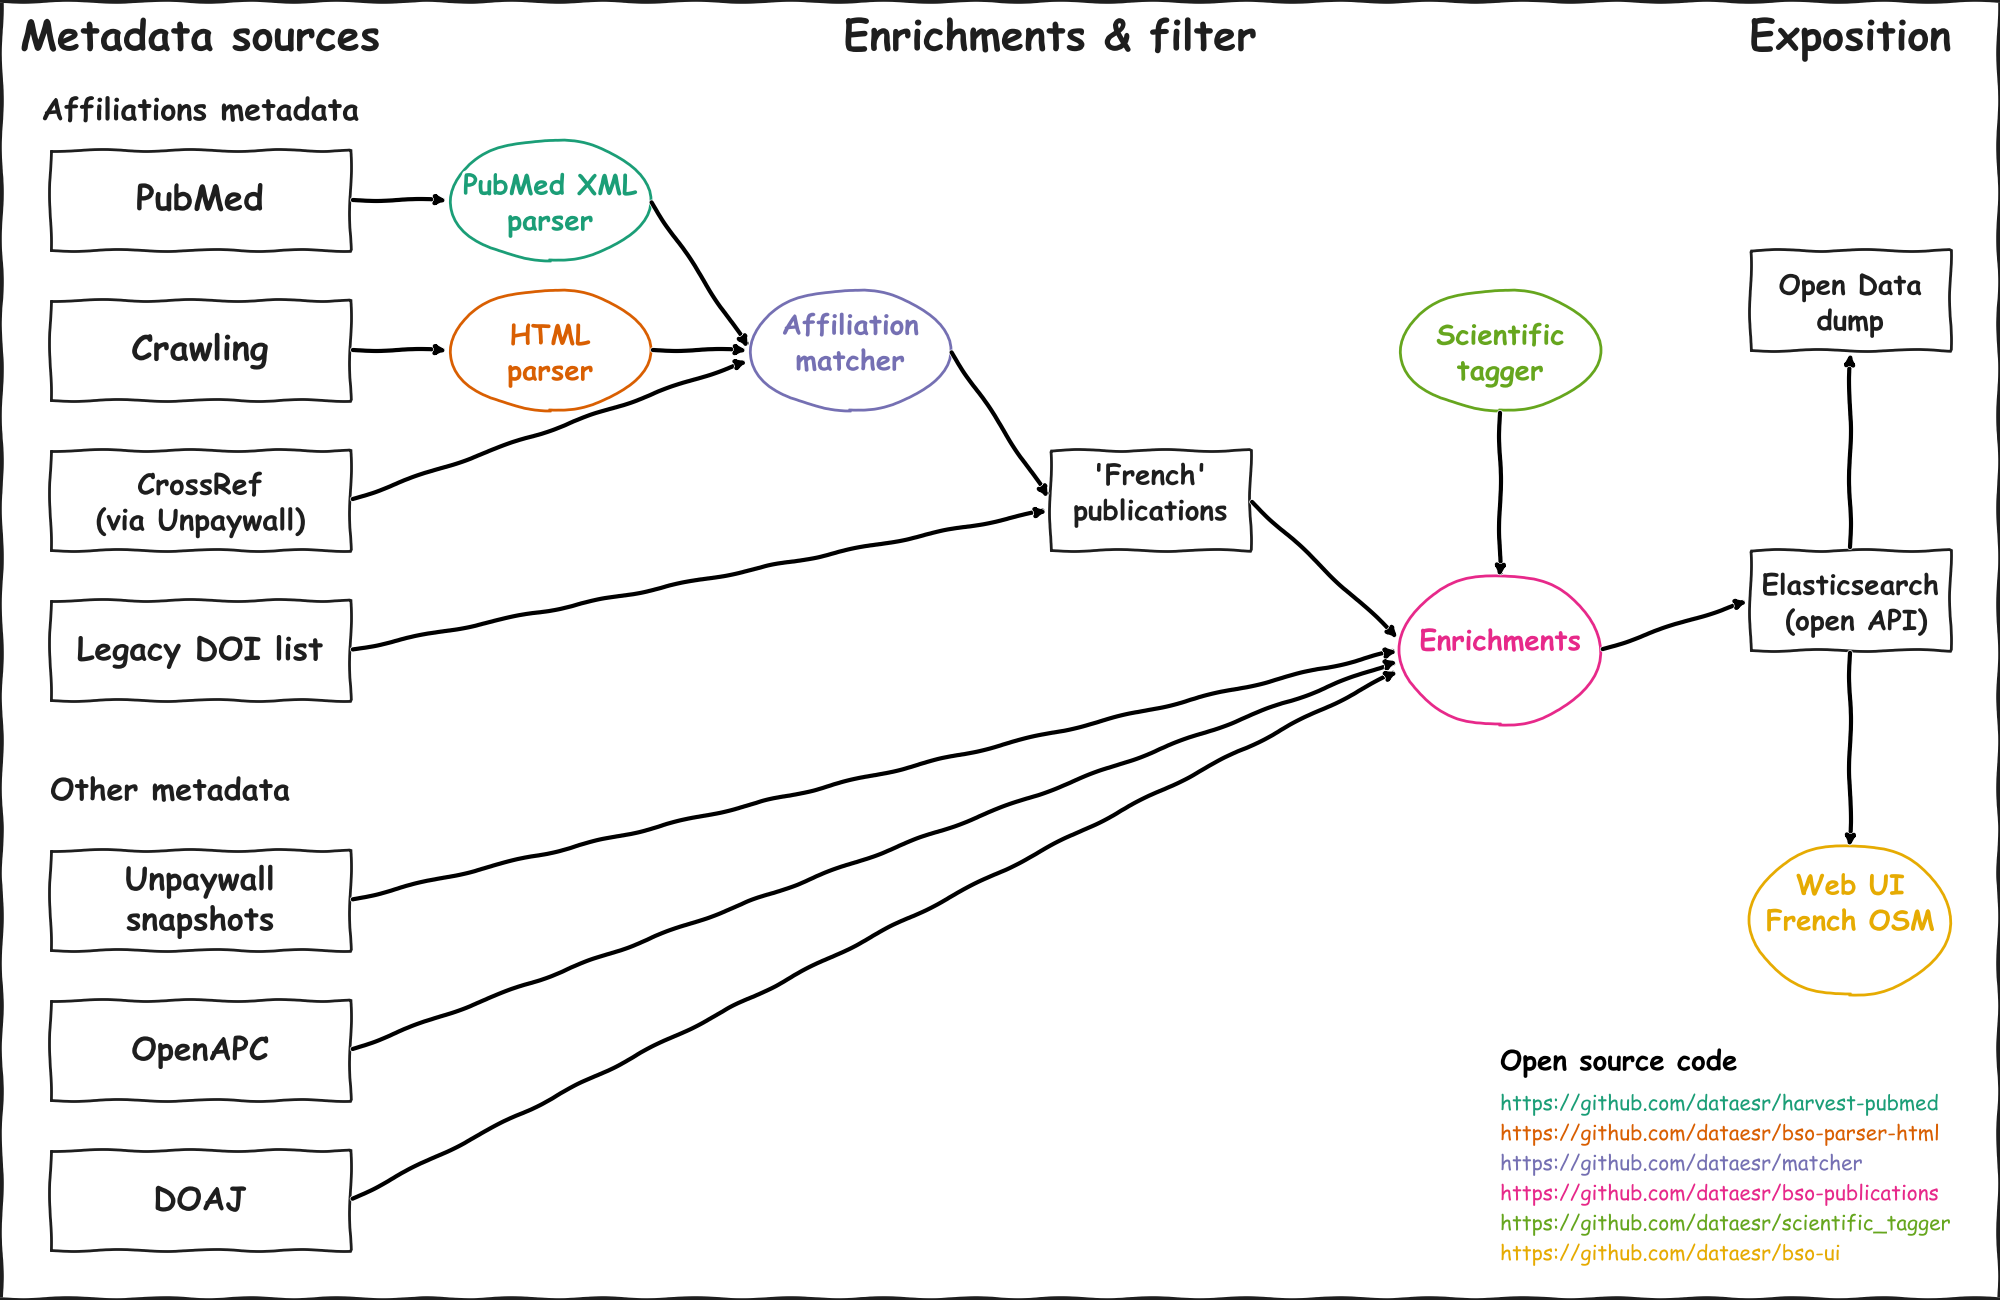 Metadata sources
Enrichments & filter
Exposition
Affiliations metadata
PubMed
PubMed XML
parser
Crawling
HTML
parser
Affiliation
matcher
Scientific
tagger
Open Data
dump
CrossRef
(via Unpaywall)
'French'
publications
Legacy DOI list
Enrichments
Elasticsearch
(open API)
Other metadata
Unpaywall
snapshots
Web UI
French OSM
OpenAPC
DOAJ
Open source code
https://github.com/dataesr/harvest-pubmed
https://github.com/dataesr/bso-parser-html
https://github.com/dataesr/matcher
https://github.com/dataesr/bso-publications
https://github.com/dataesr/scientific_tagger
https://github.com/dataesr/bso-ui